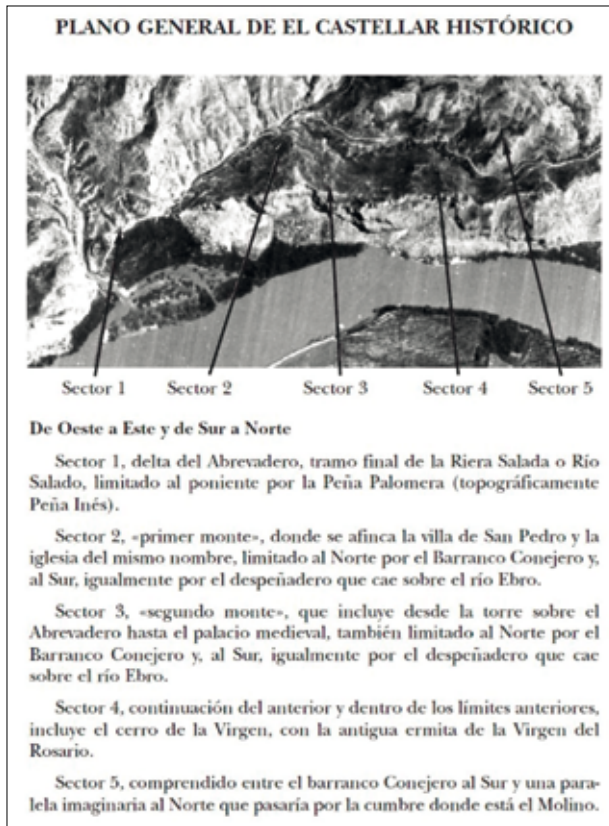 PLANO GENERAL DE EL CASTELLAR HISTÓRICO
Sector 1 Sector 2 Sector 3 Sector 4 Sector 5
De Oeste a Este y de Sur a Norte
Sector 1, delta del Abrevadero, tramo final de la Riera Salada o Río
Salado, limitado al poniente por la Peña Palomera (topográficamente
Peña Inés).
Sector 2, «primer monte», donde se afinca la villa de San Pedro y la
iglesia del mismo nombre, limitado al Norte por el Barranco Conejero y,
al Sur, igualmente por el despeñadero que cae sobre el río Ebro.
Sector 3, «segundo monte», que incluye desde la torre sobre el
Abrevadero hasta el palacio medieval, también limitado al Norte por el
Barranco Conejero y, al Sur, igualmente por el despeñadero que cae
sobre el río Ebro.
Sector 4, continuación del anterior y dentro de los límites anteriores,
incluye el cerro de la Virgen, con la antigua ermita de la Virgen del
Rosario.
Sector 5, comprendido entre el barranco Conejero al Sur y una para-
lela imaginaria al Norte que pasaría por la cumbre donde está el Molino.